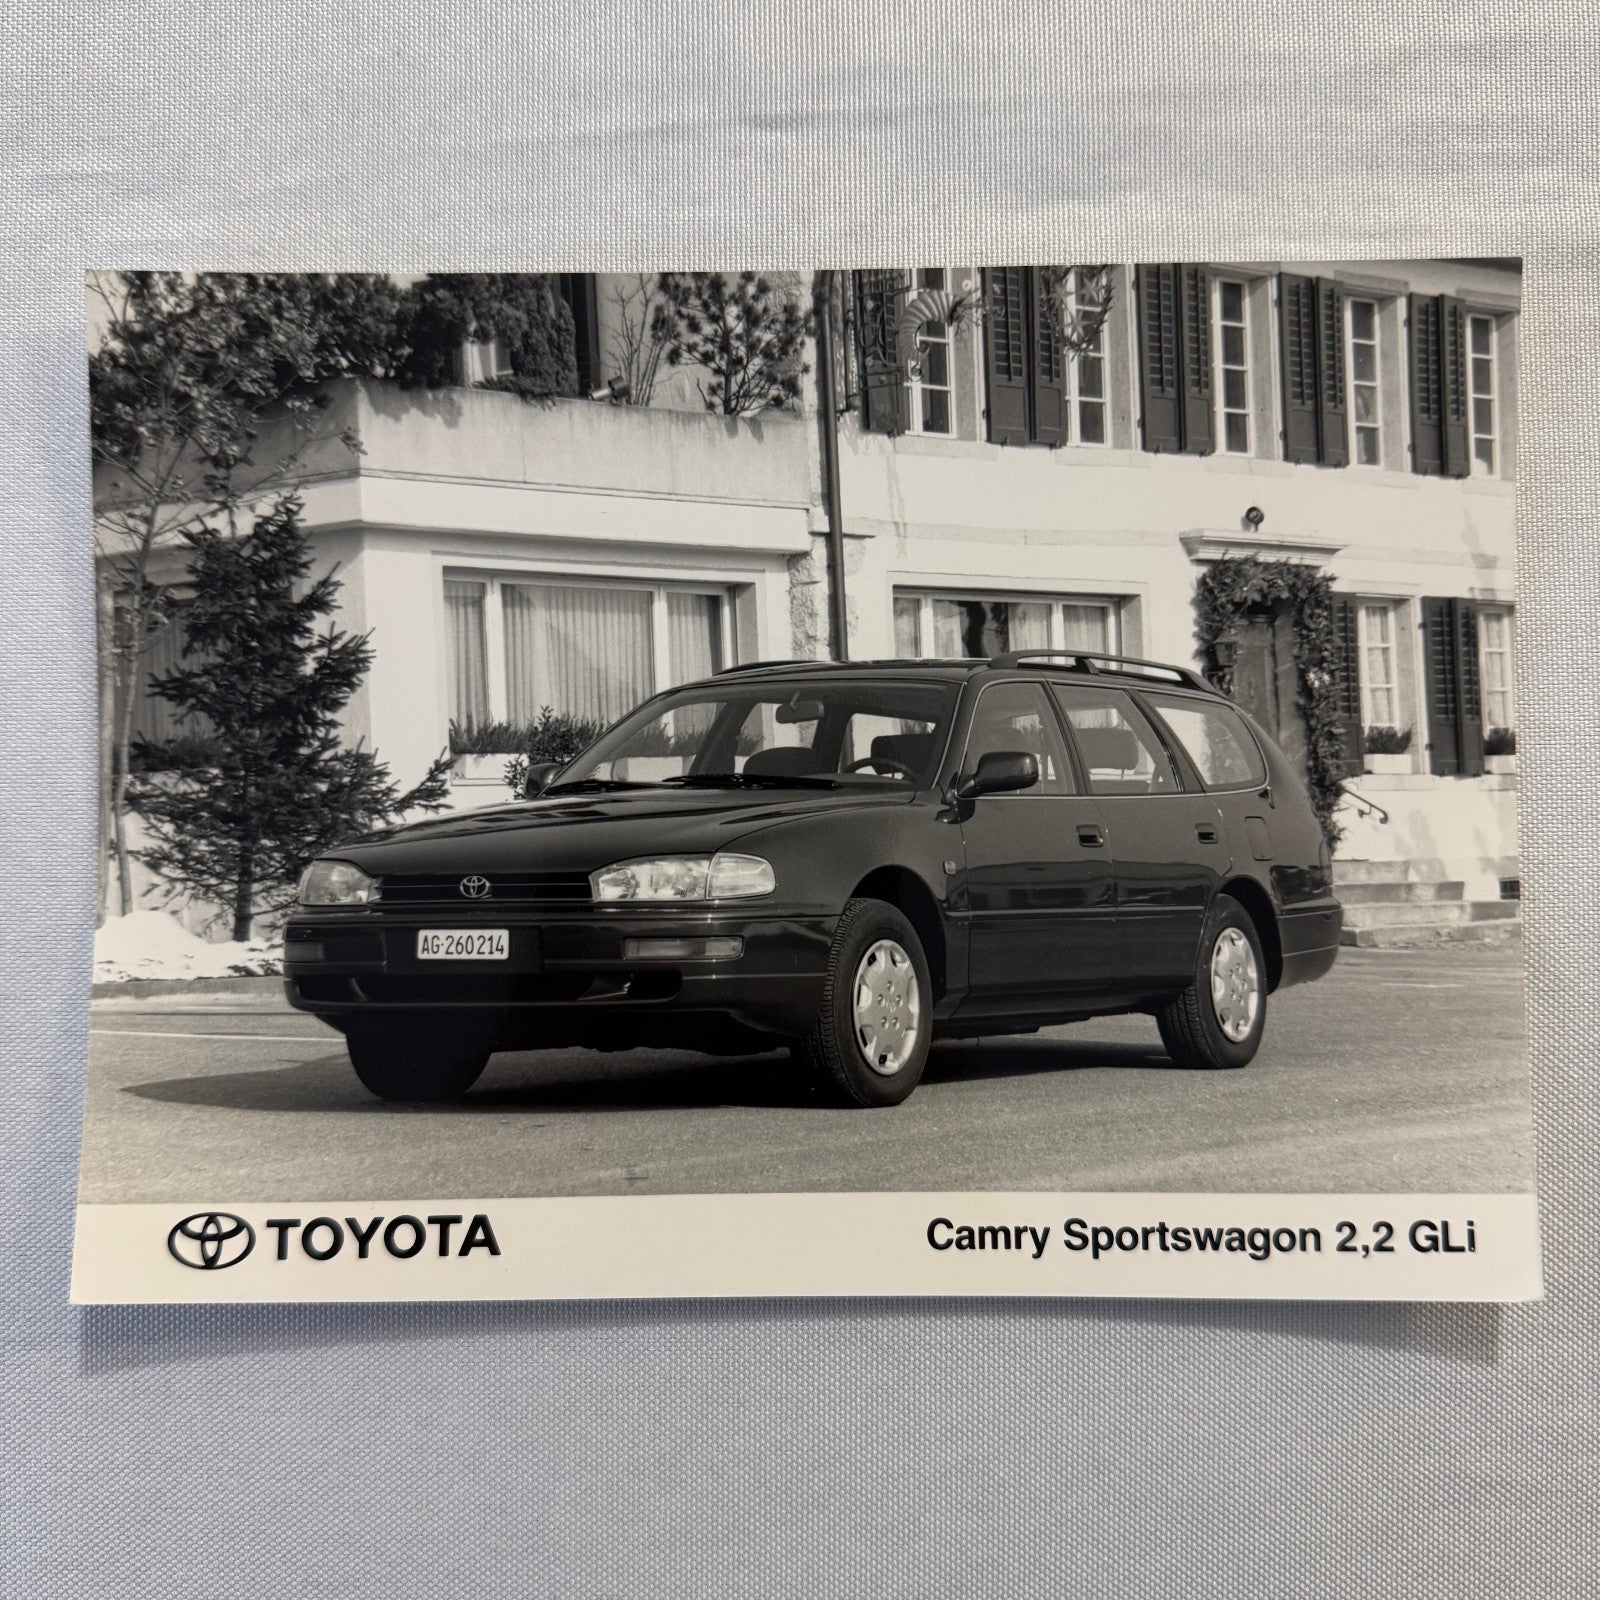 AG·260214
TOYOTA
Camry Sportswagon 2,2 GLi